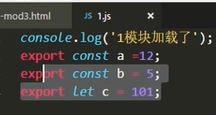 -mod3.html
1.js
console.log('1模块加载了');
export const a =12;
export const b = 5;
export let c = 101;